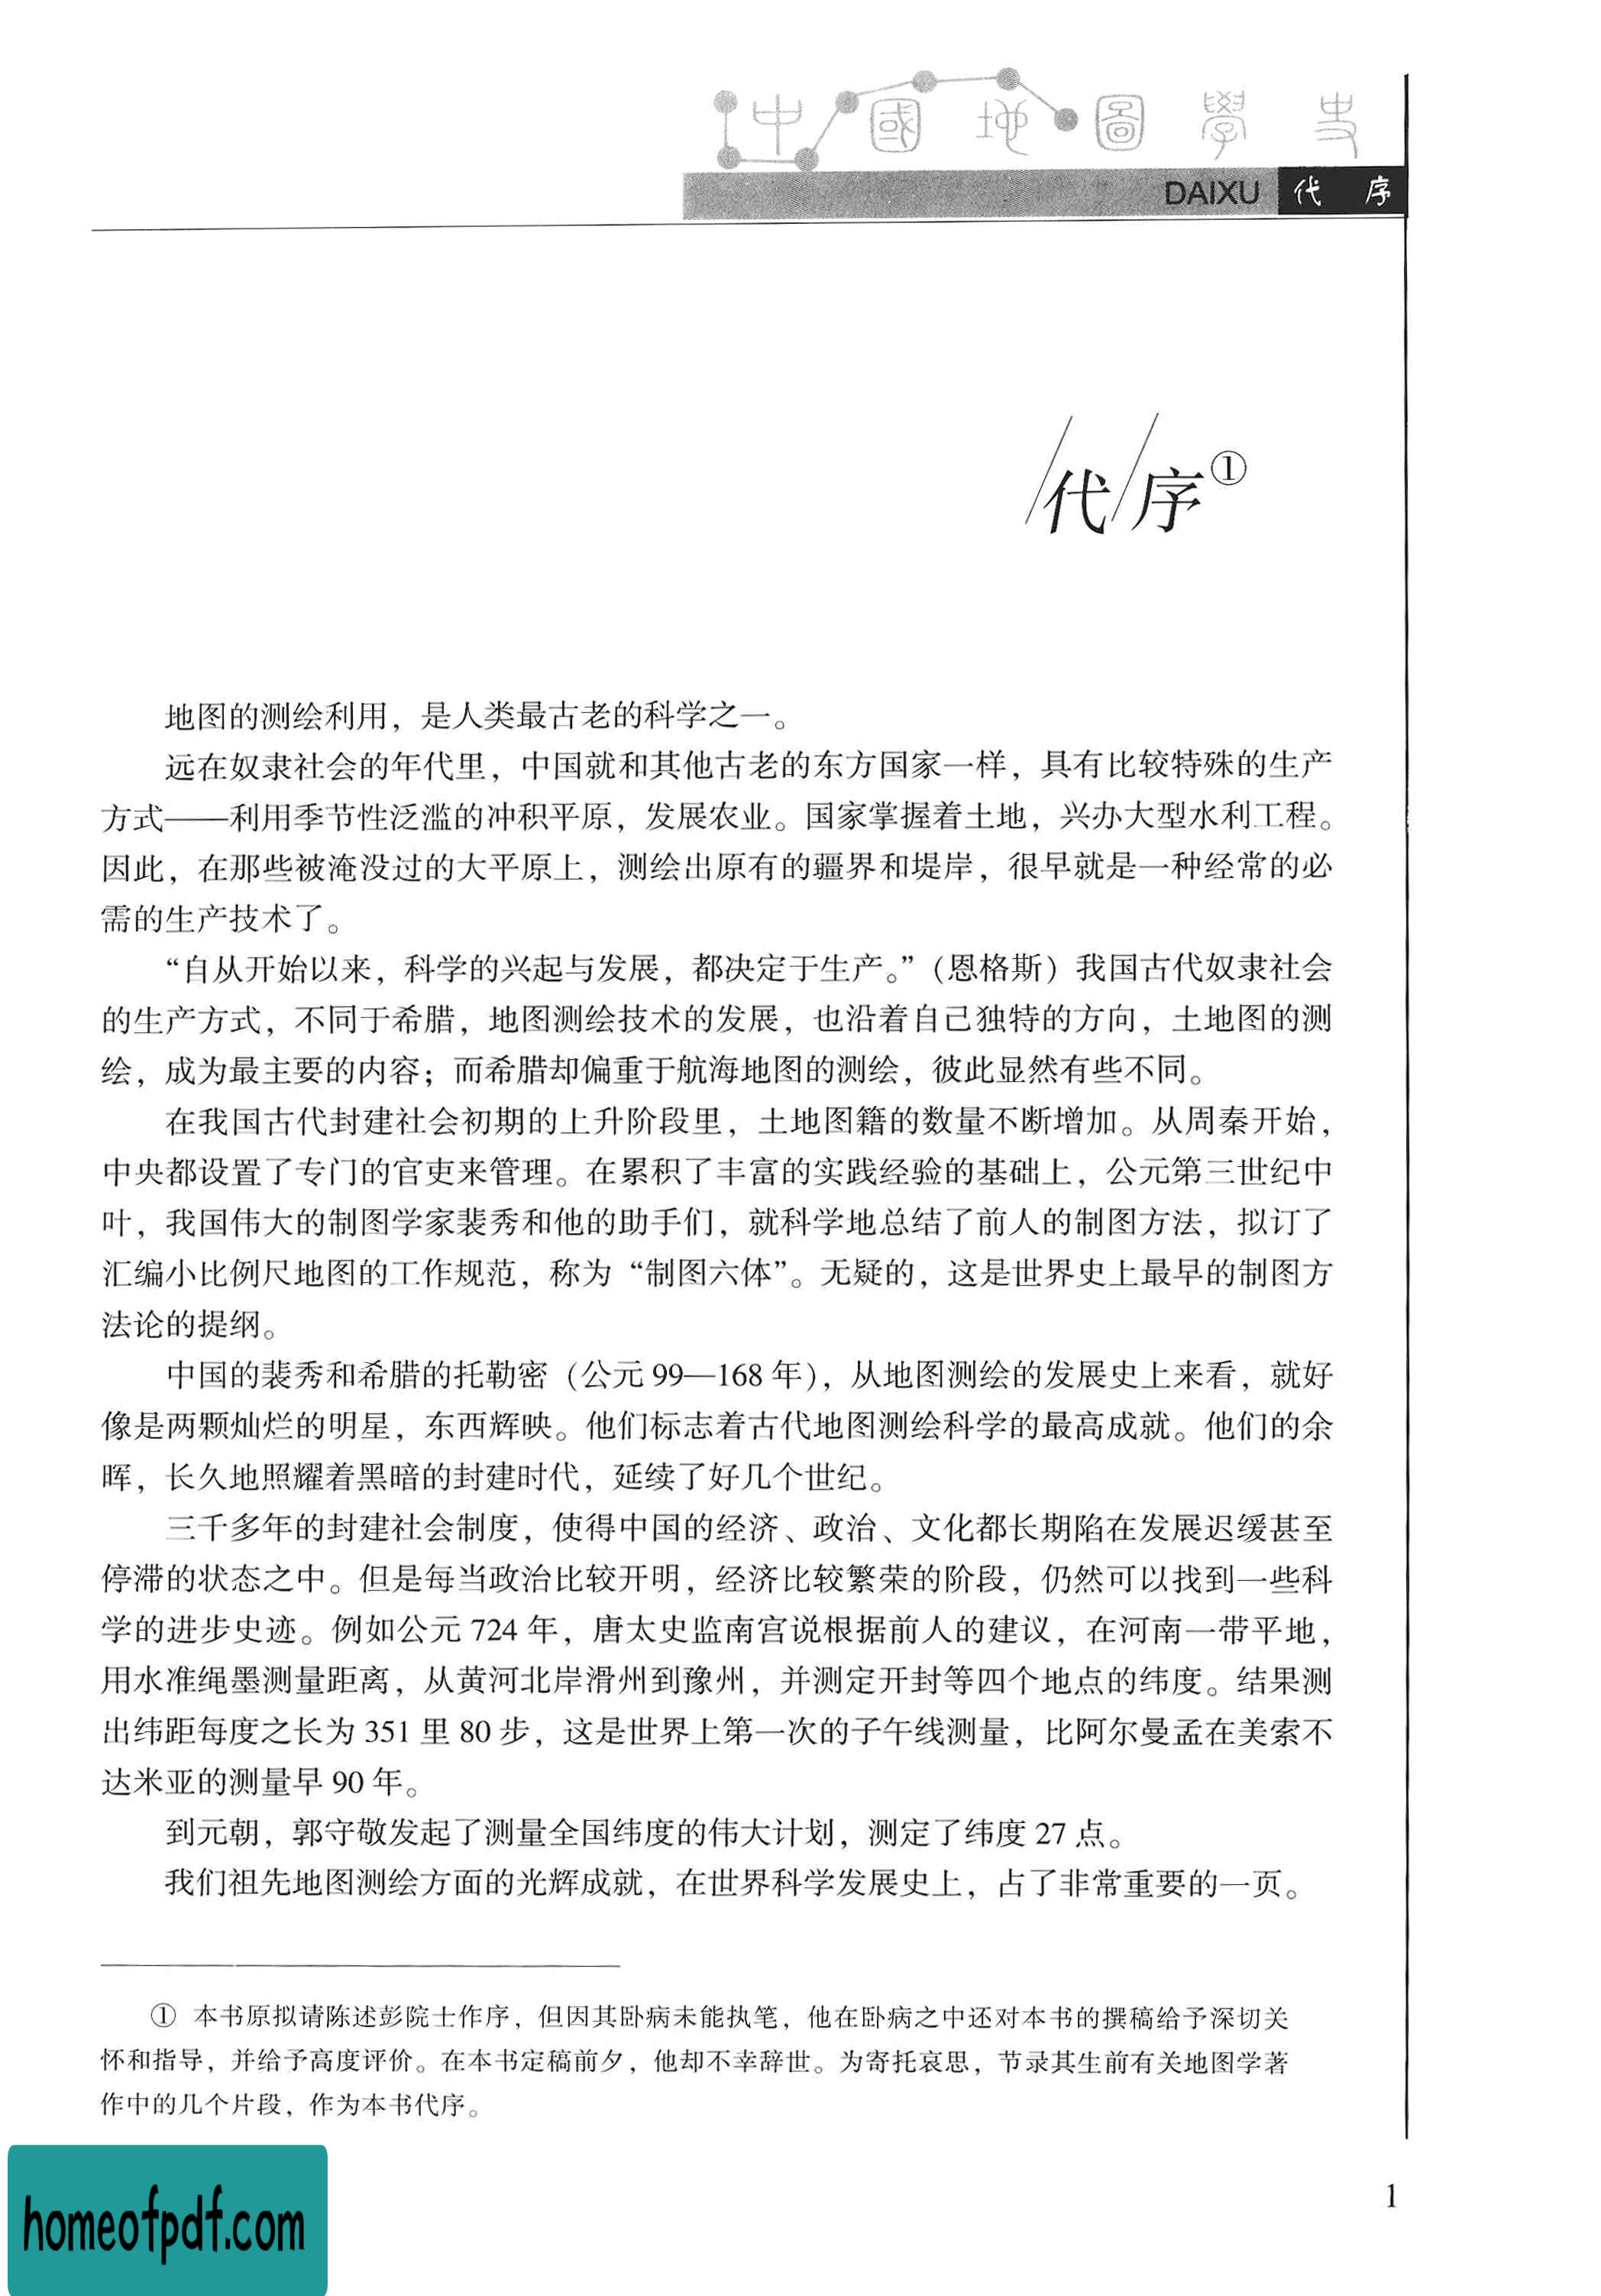 中國地圖學史
DAIXU 代序
代序①
地图的测绘利用，是人类最古老的科学之一。
远在奴隶社会的年代里，中国就和其他古老的东方国家一样，具有比较特殊的生产
方式——利用季节性泛滥的冲积平原，发展农业。国家掌握着土地，兴办大型水利工程。
因此，在那些被淹没过的大平原上，测绘出原有的疆界和堤岸，很早就是一种经常的必
需的生产技术了。
“自从开始以来，科学的兴起与发展，都决定于生产。”（恩格斯）我国古代奴隶社会
的生产方式，不同于希腊，地图测绘技术的发展，也沿着自己独特的方向，土地图的测
绘，成为最主要的内容；而希腊却偏重于航海地图的测绘，彼此显然有些不同。
在我国古代封建社会初期的上升阶段里，土地图籍的数量不断增加。从周秦开始，
中央都设置了专门的官吏来管理。在累积了丰富的实践经验的基础上，公元第三世纪中
叶，我国伟大的制图学家裴秀和他的助手们，就科学地总结了前人的制图方法，拟订了
汇编小比例尺地图的工作规范，称为“制图六体”。无疑的，这是世界史上最早的制图方
法论的提纲。
中国的裴秀和希腊的托勒密（公元 99—168 年），从地图测绘的发展史上来看，就好
像是两颗灿烂的明星，东西辉映。他们标志着古代地图测绘科学的最高成就。他们的余
晖，长久地照耀着黑暗的封建时代，延续了好几个世纪。
三千多年的封建社会制度，使得中国的经济、政治、文化都长期陷在发展迟缓甚至
停滞的状态之中。但是每当政治比较开明，经济比较繁荣的阶段，仍然可以找到一些科
学的进步史迹。例如公元 724 年，唐太史监南宫说根据前人的建议，在河南一带平地，
用水准绳墨测量距离，从黄河北岸滑州到豫州，并测定开封等四个地点的纬度。结果测
出纬距每度之长为 351 里 80 步，这是世界上第一次的子午线测量，比阿尔曼孟在美索不
达米亚的测量早 90 年。
到元朝，郭守敬发起了测量全国纬度的伟大计划，测定了纬度 27 点。
我们祖先地图测绘方面的光辉成就，在世界科学发展史上，占了非常重要的一页。
① 本书原拟请陈述彭院士作序，但因其卧病未能执笔，他在卧病之中还对本书的撰稿给予深切关
怀和指导，并给予高度评价。在本书定稿前夕，他却不幸辞世。为寄托哀思，节录其生前有关地图学著
作中的几个片段，作为本书代序。
1
homeofpdf.com